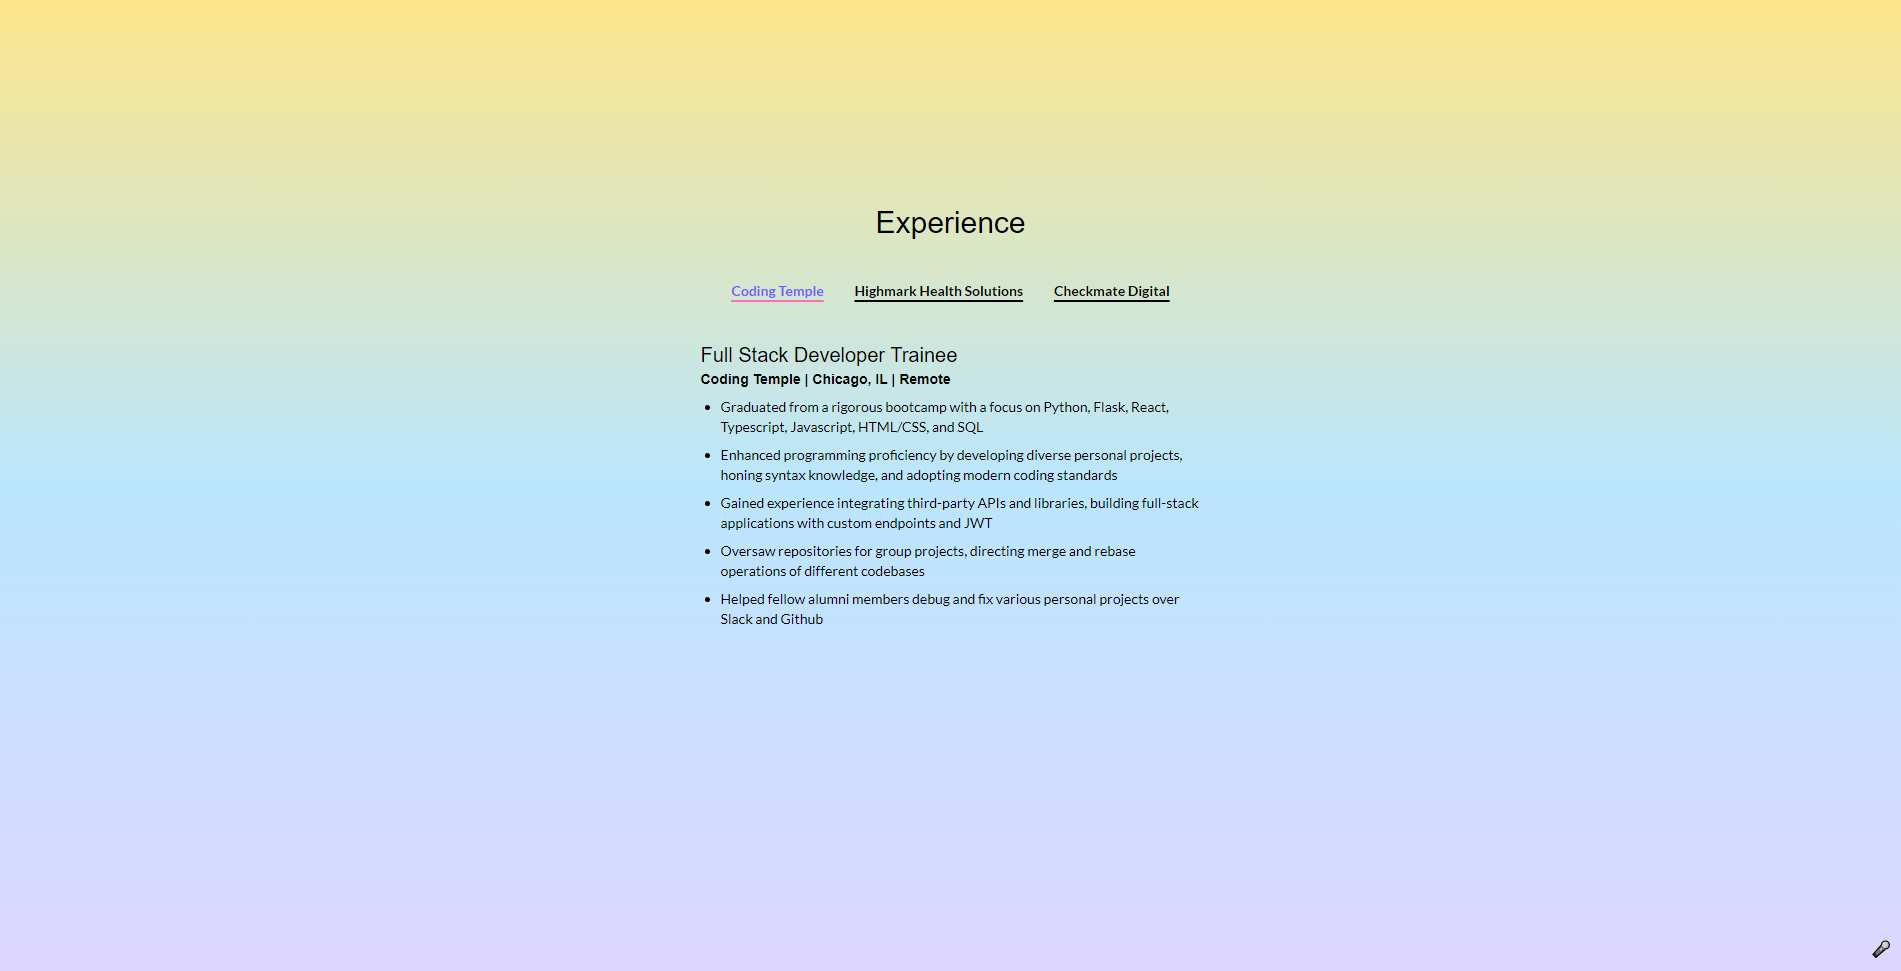 Experience
Coding Temple Highmark Health Solutions Checkmate Digital
Full Stack Developer Trainee
Coding Temple | Chicago, IL | Remote
• Graduated from a rigorous bootcamp with a focus on Python, Flask, React,
Typescript, Javascript, HTML/CSS, and SQL
• Enhanced programming proficiency by developing diverse personal projects,
honing syntax knowledge, and adopting modern coding standards
• Gained experience integrating third-party APIs and libraries, building full-stack
applications with custom endpoints and JWT
• Oversaw repositories for group projects, directing merge and rebase
operations of different codebases
• Helped fellow alumni members debug and fix various personal projects over
Slack and Github